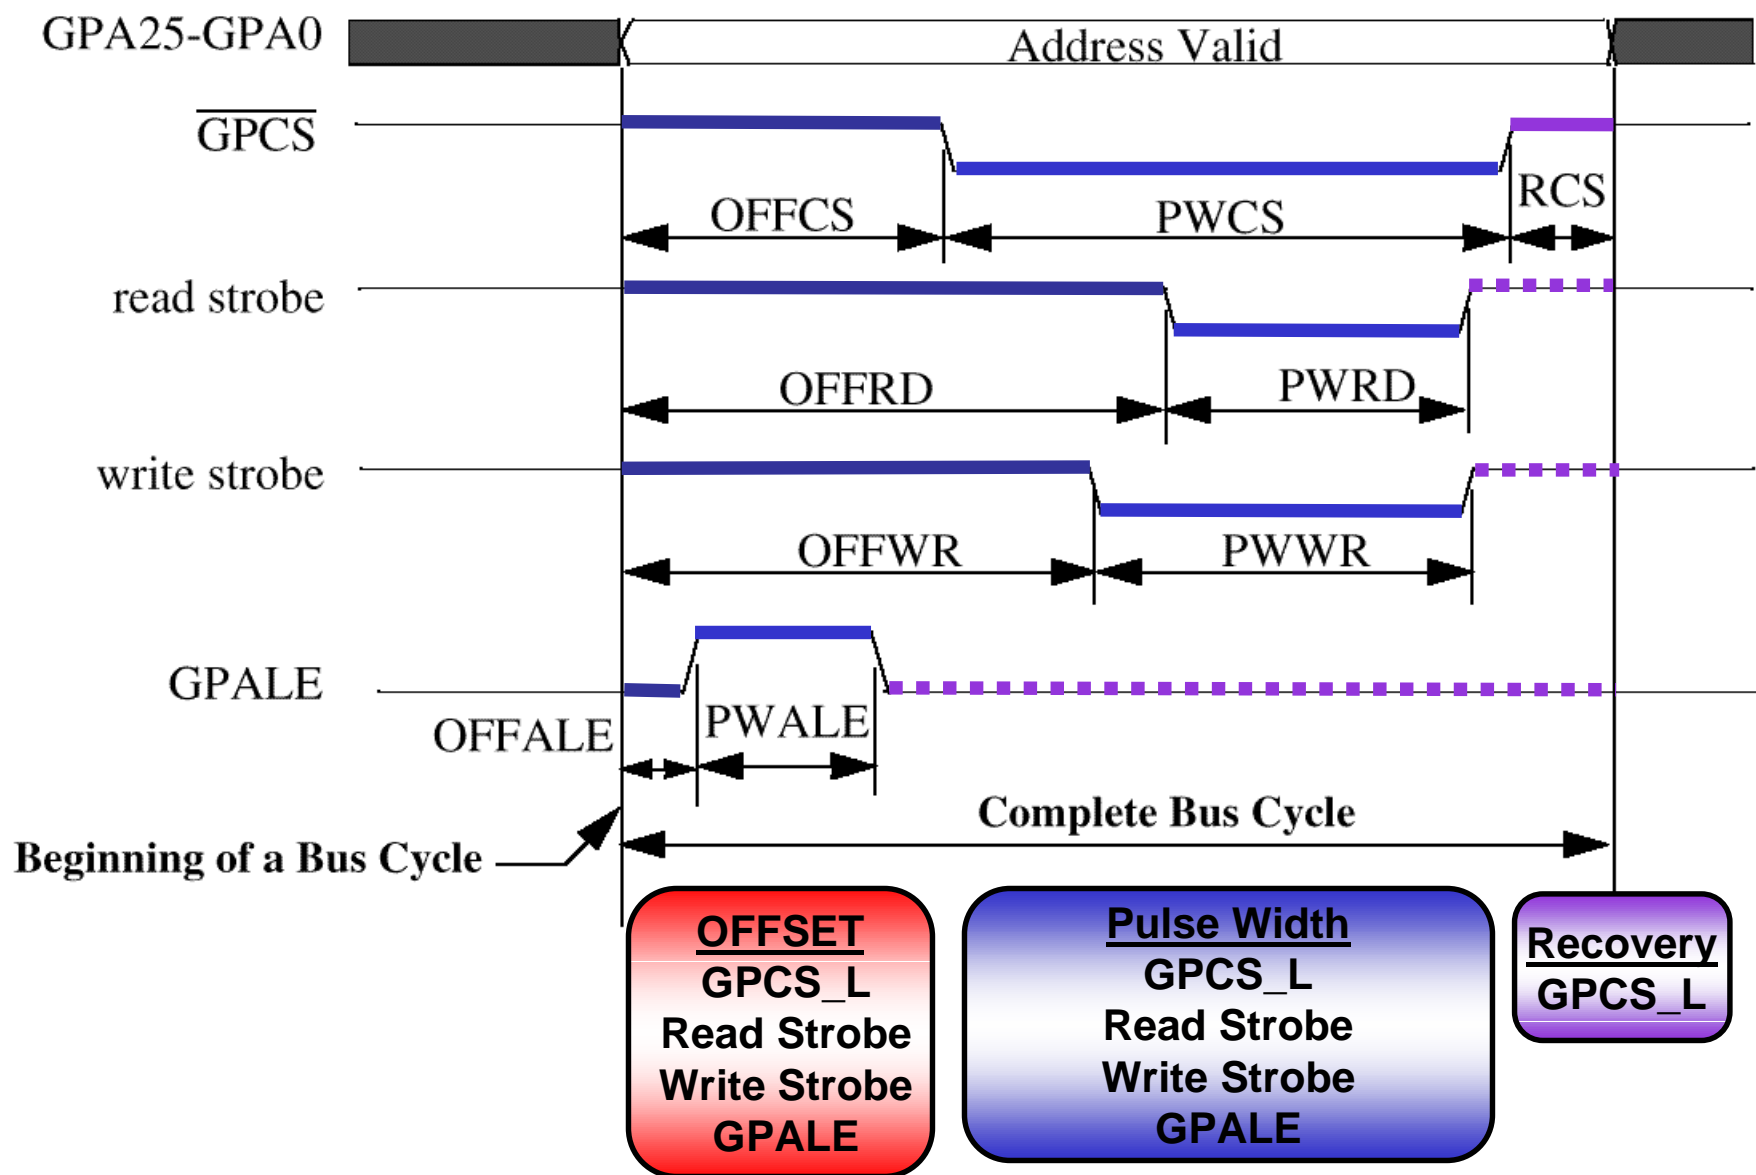 GPA25-GPA0
Address Valid
GPCS
OFFCS
PWCS
RCS
read strobe
OFFRD
PWRD
write strobe
OFFWR
PWWR
GPALE
OFFALE
PWALE
Complete Bus Cycle
Beginning of a Bus Cycle
OFFSET
GPCS_L
Read Strobe
Write Strobe
GPALE
Pulse Width
GPCS_L
Read Strobe
Write Strobe
GPALE
Recovery
GPCS_L